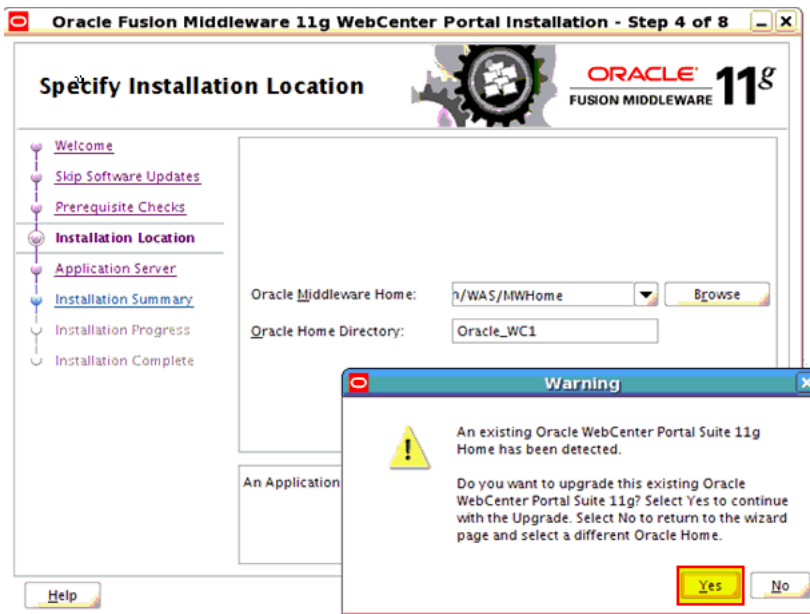 Oracle Fusion Middleware 11g WebCenter Portal Installation - Step 4 of 8
Specify Installation Location
ORACLE
FUSION MIDDLEWARE 11g
Welcome
Skip Software Updates
Prerequisite Checks
Installation Location
Application Server
Installation Summary
Installation Progress
Installation Complete
Oracle Middleware Home: /WAS/MWHome Browse
Oracle Home Directory: Oracle_WC1
An Application
Help
Warning
An existing Oracle WebCenter Portal Suite 11g
Home has been detected.
Do you want to upgrade this existing Oracle
WebCenter Portal Suite 11g? Select Yes to continue
with the Upgrade. Select No to return to the wizard
page and select a different Oracle Home.
Yes No